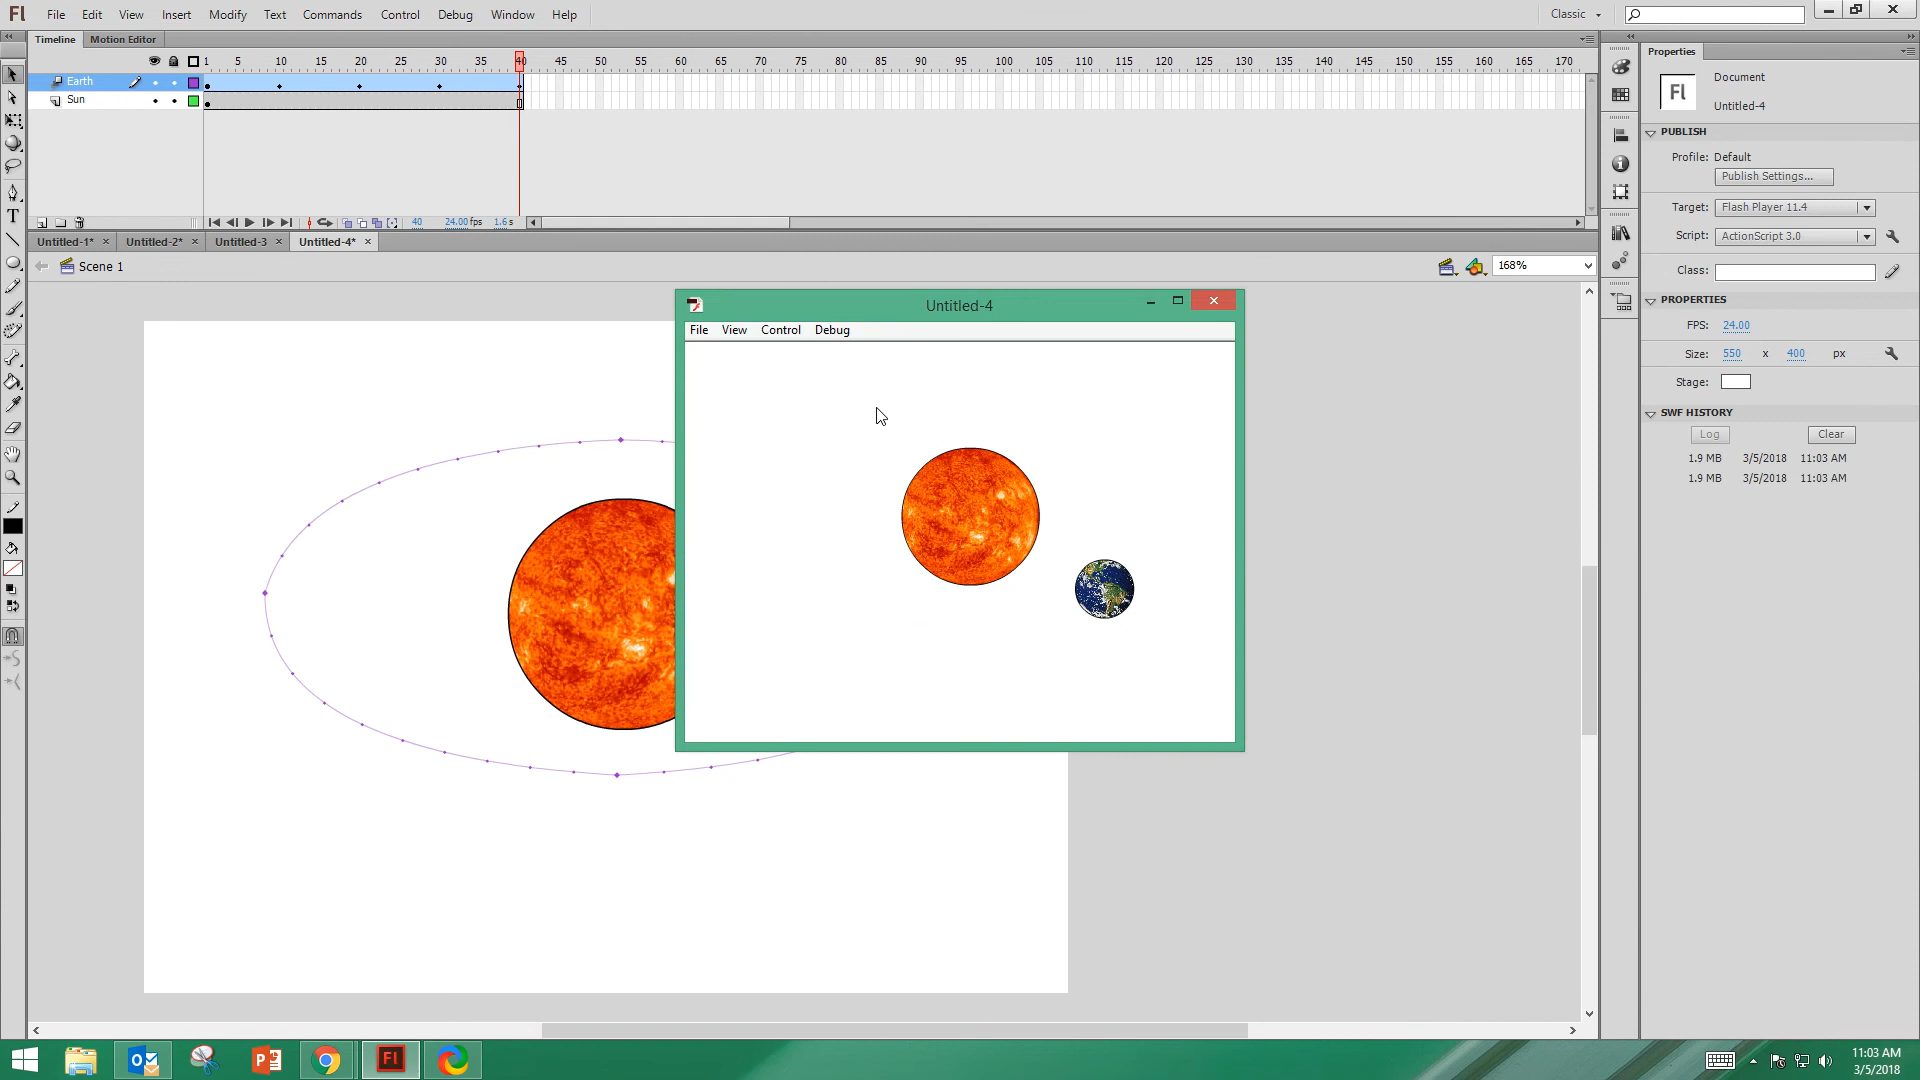 Fl File Edit View Insert Modify Text Commands Control Debug Window Help Classic
Timeline Motion Editor
1 5 10 15 20 25 30 35 40 45 50 55 60 65 70 75 80 85 90 95 100 105 110 115 120 125 130 135 140 145 150 155 160 165 170
Earth
Sun
40 24.00 fps 1.6 s
Untitled-1* × Untitled-2* × Untitled-3 × Untitled-4* ×
Scene 1 168%
Untitled-4
File View Control Debug
T
Properties
Fl
Document
Untitled-4
PUBLISH
Profile: Default
Publish Settings...
Target: Flash Player 11.4
Script: ActionScript 3.0
Class:
PROPERTIES
FPS: 24.00
Size: 550 x 400 px
Stage:
SWF HISTORY
Log Clear
1.9 MB 3/5/2018 11:03 AM
1.9 MB 3/5/2018 11:03 AM
Fl
11:03 AM
3/5/2018